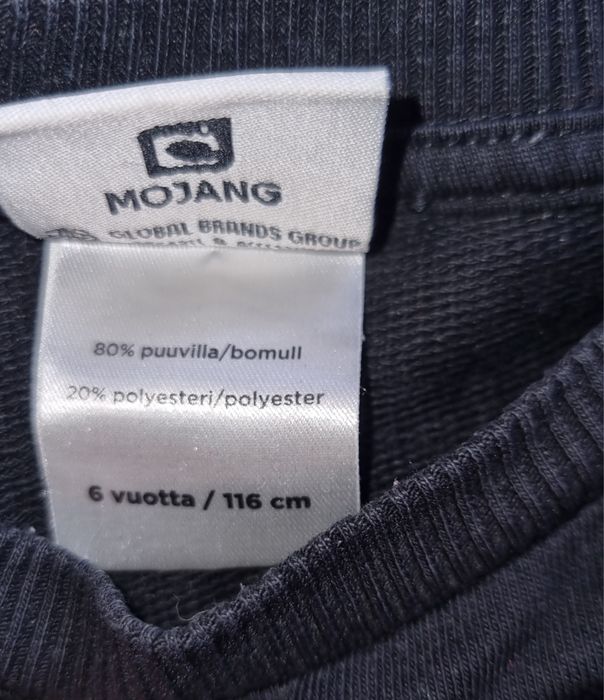 MOJANG
GLOBAL BRANDS GROUP
80% puuvilla/bomull
20% polyesteri/polyester
6 vuotta / 116 cm